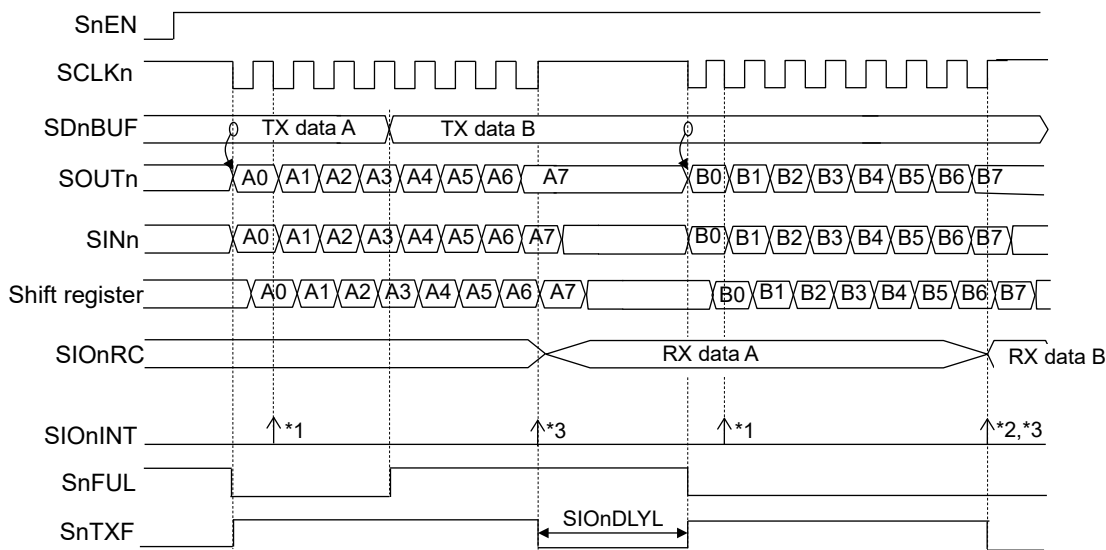 SnEN
SCLKn
SDnBUF TX data A TX data B
SOUTn A0 A1 A2 A3 A4 A5 A6 A7 B0 B1 B2 B3 B4 B5 B6 B7
SINn A0 A1 A2 A3 A4 A5 A6 A7 B0 B1 B2 B3 B4 B5 B6 B7
Shift register A0 A1 A2 A3 A4 A5 A6 A7 B0 B1 B2 B3 B4 B5 B6 B7
SIOnRC RX data A RX data B
SIOnINT *1 *3 *1 *2,*3
SnFUL
SnTXF SIOnDLYL